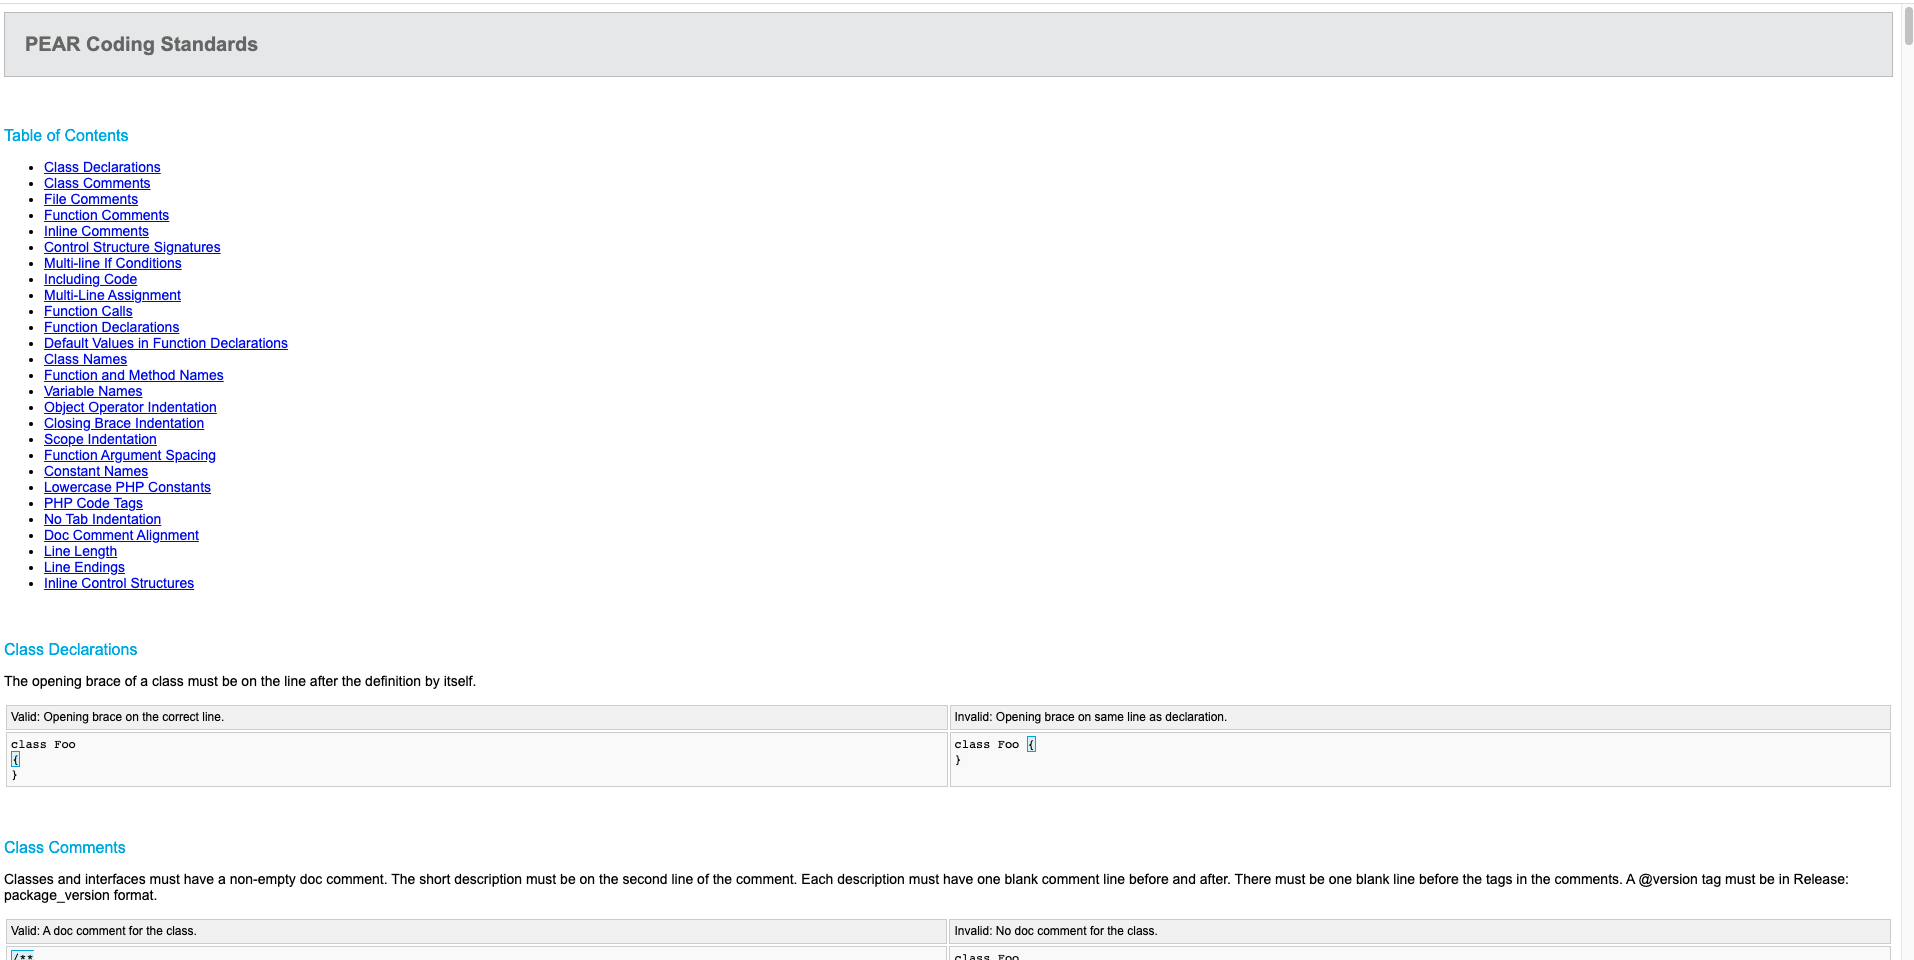 PEAR Coding Standards
Table of Contents
Class Declarations
Class Comments
File Comments
Function Comments
Inline Comments
Control Structure Signatures
Multi-line If Conditions
Including Code
Multi-Line Assignment
Function Calls
Function Declarations
Default Values in Function Declarations
Class Names
Function and Method Names
Variable Names
Object Operator Indentation
Closing Brace Indentation
Scope Indentation
Function Argument Spacing
Constant Names
Lowercase PHP Constants
PHP Code Tags
No Tab Indentation
Doc Comment Alignment
Line Length
Line Endings
Inline Control Structures
Class Declarations
The opening brace of a class must be on the line after the definition by itself.
Valid: Opening brace on the correct line.
class Foo
{
}
Invalid: Opening brace on same line as declaration.
class Foo {
}
Class Comments
Classes and interfaces must have a non-empty doc comment. The short description must be on the second line of the comment. Each description must have one blank comment line before and after. There must be one blank line before the tags in the comments. A @version tag must be in Release:
package_version format.
Valid: A doc comment for the class.
/**
Invalid: No doc comment for the class.
class Foo